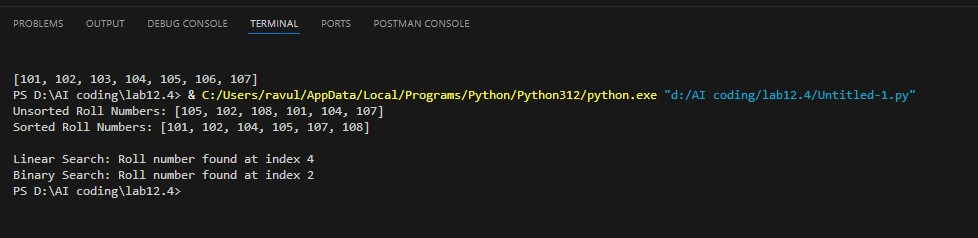 PROBLEMS OUTPUT DEBUG CONSOLE TERMINAL PORTS POSTMAN CONSOLE
[101, 102, 103, 104, 105, 106, 107]
PS D:\AI coding\lab12.4> & C:/Users/ravul/AppData/Local/Programs/Python/Python312/python.exe "d:/AI coding/lab12.4/Untitled-1.py"
Unsorted Roll Numbers: [105, 102, 108, 101, 104, 107]
Sorted Roll Numbers: [101, 102, 104, 105, 107, 108]
Linear Search: Roll number found at index 4
Binary Search: Roll number found at index 2
PS D:\AI coding\lab12.4>